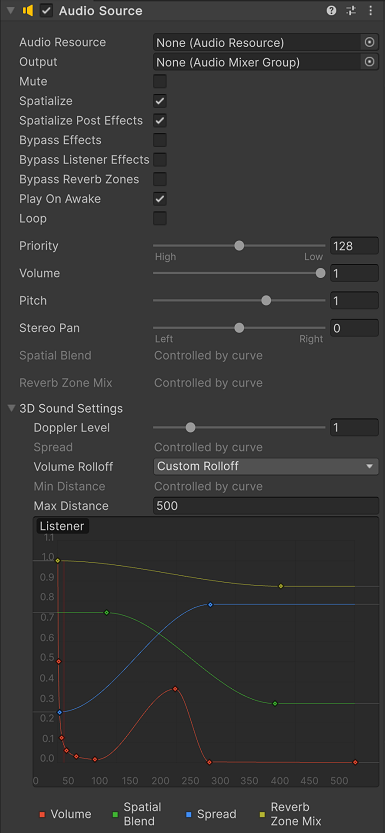 Audio Source
Audio Resource None (Audio Resource)
Output None (Audio Mixer Group)
Mute
Spatialize
Spatialize Post Effects
Bypass Effects
Bypass Listener Effects
Bypass Reverb Zones
Play On Awake
Loop
Priority 128
High Low
Volume 1
Pitch 1
Stereo Pan 0
Left Right
Spatial Blend Controlled by curve
Reverb Zone Mix Controlled by curve
3D Sound Settings
Doppler Level 1
Spread Controlled by curve
Volume Rolloff Custom Rolloff
Min Distance Controlled by curve
Max Distance 500
Listener
1.1
1.0
0.9
0.8
0.7
0.6
0.5
0.4
0.3
0.2
0.1
0.0
0 50 100 150 200 250 300 350 400 450 500
Volume Spatial Blend Spread Reverb Zone Mix